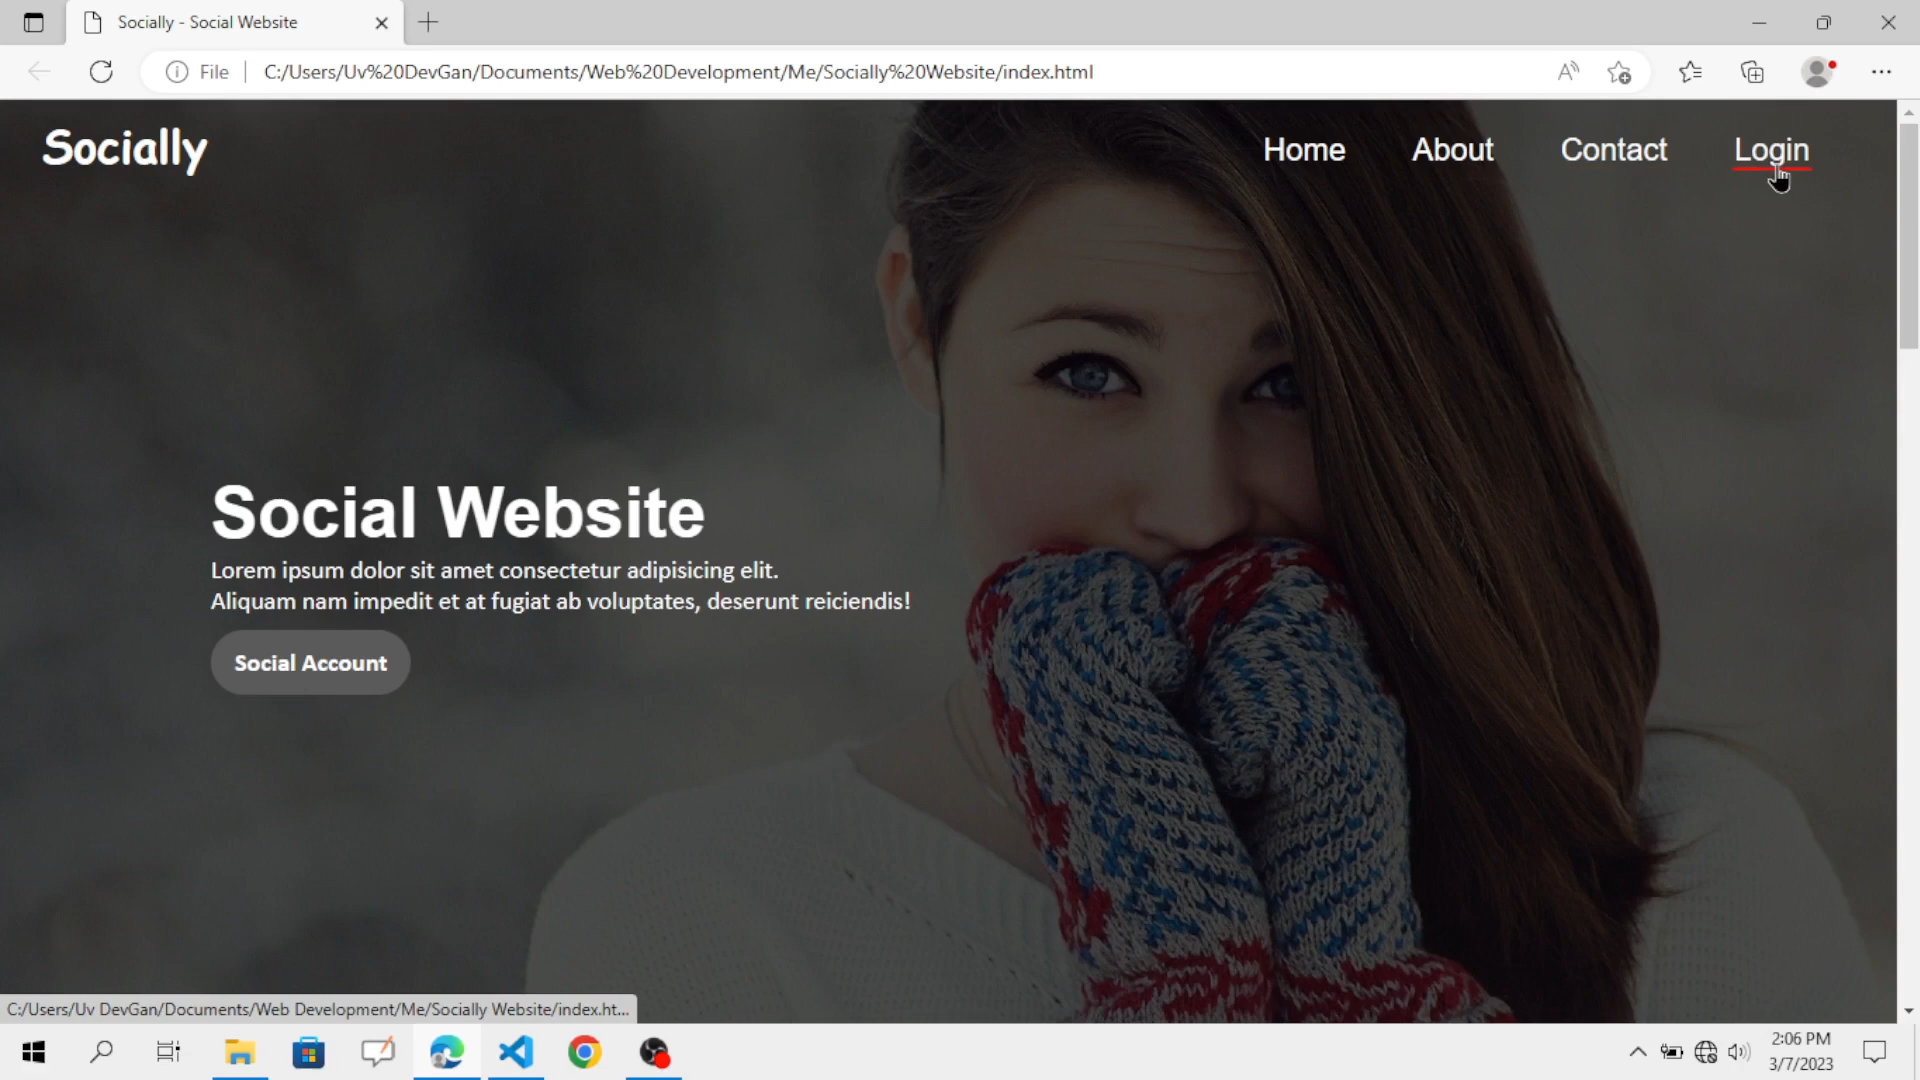 Socially - Social Website
File
C:/Users/Uv%20DevGan/Documents/Web%20Development/Me/Socially%20Website/index.html
Socially
Home
About
Contact
Login
Social Website
Lorem ipsum dolor sit amet consectetur adipisicing elit.
Aliquam nam impedit et at fugiat ab voluptates, deserunt reiciendis!
Social Account
C:/Users/Uv DevGan/Documents/Web Development/Me/Socially Website/index.ht...
2:06 PM
3/7/2023